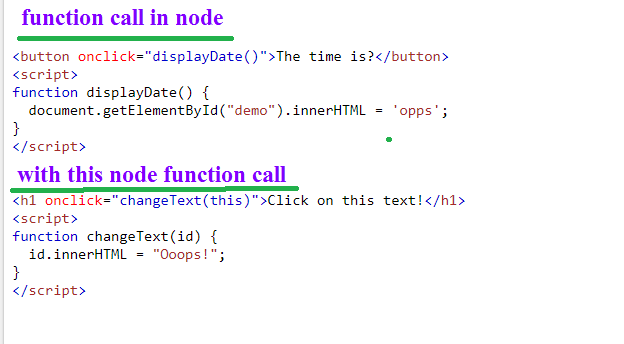 function call in node
<button onclick="displayDate()">The time is?</button>
<script>
function displayDate() {
  document.getElementById("demo").innerHTML = 'opps';
}
</script>
with this node function call
<h1 onclick="changeText(this)">Click on this text!</h1>
<script>
function changeText(id) {
  id.innerHTML = "Ooops!";
}
</script>